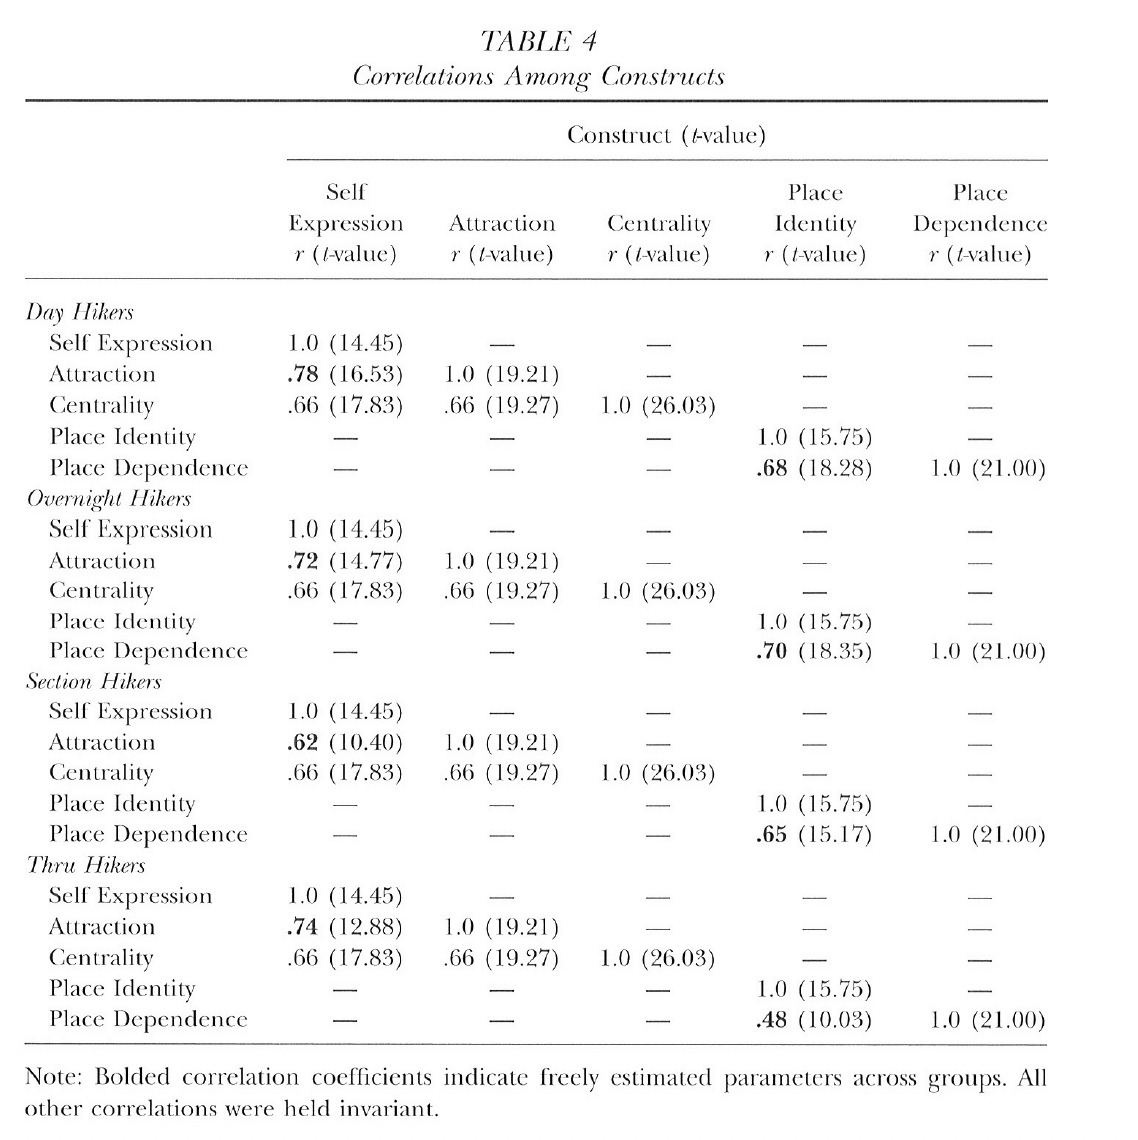 TABLE 4
Correlations Among Constructs
Construct (t-value)
Self Expression r (t-value) Attraction r (t-value) Centrality r (t-value) Place Identity r (t-value) Place Dependence r (t-value)
Day Hikers
Self Expression 1.0 (14.45) — — — —
Attraction .78 (16.53) 1.0 (19.21) — — —
Centrality .66 (17.83) .66 (19.27) 1.0 (26.03) — —
Place Identity — — — 1.0 (15.75) —
Place Dependence — — — .68 (18.28) 1.0 (21.00)
Overnight Hikers
Self Expression 1.0 (14.45) — — — —
Attraction .72 (14.77) 1.0 (19.21) — — —
Centrality .66 (17.83) .66 (19.27) 1.0 (26.03) — —
Place Identity — — — 1.0 (15.75) —
Place Dependence — — — .70 (18.35) 1.0 (21.00)
Section Hikers
Self Expression 1.0 (14.45) — — — —
Attraction .62 (10.40) 1.0 (19.21) — — —
Centrality .66 (17.83) .66 (19.27) 1.0 (26.03) — —
Place Identity — — — 1.0 (15.75) —
Place Dependence — — — .65 (15.17) 1.0 (21.00)
Thru Hikers
Self Expression 1.0 (14.45) — — — —
Attraction .74 (12.88) 1.0 (19.21) — — —
Centrality .66 (17.83) .66 (19.27) 1.0 (26.03) — —
Place Identity — — — 1.0 (15.75) —
Place Dependence — — — .48 (10.03) 1.0 (21.00)
Note: Bolded correlation coefficients indicate freely estimated parameters across groups. All
other correlations were held invariant.